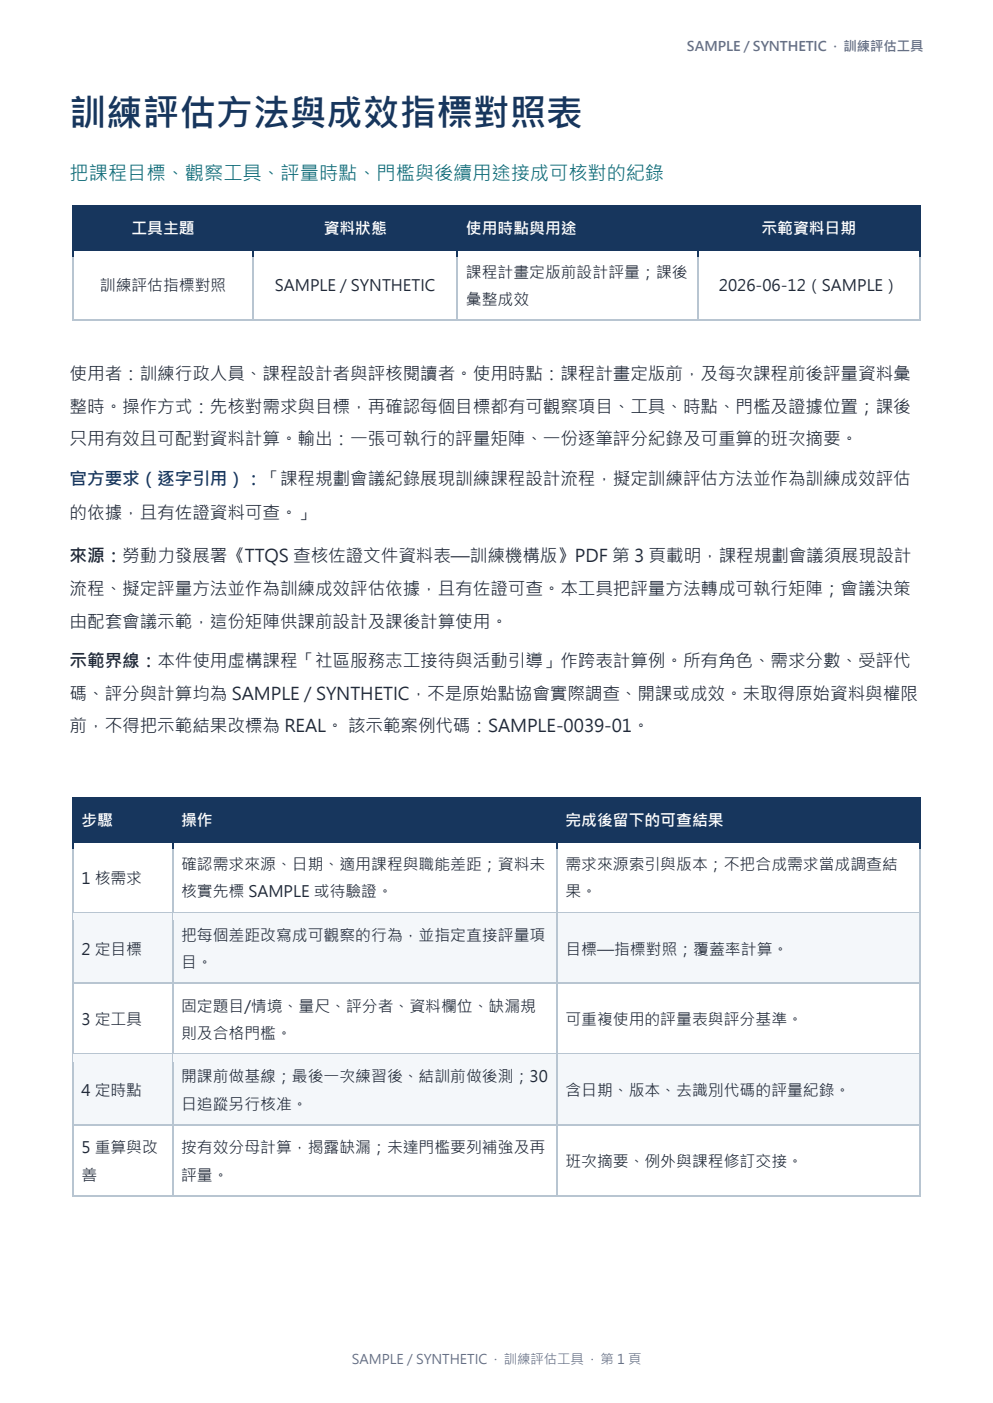 SAMPLE / SYNTHETIC · 訓練評估工具
訓練評估方法與成效指標對照表
把課程目標、觀察工具、評量時點、門檻與後續用途接成可核對的紀錄
工具主題 資料狀態 使用時點與用途 示範資料日期
訓練評估指標對照 SAMPLE / SYNTHETIC 課程計畫定版前設計評量；課後
彙整成效 2026-06-12（SAMPLE）
使用者：訓練行政人員、課程設計者與評核閱讀者。使用時點：課程計畫定版前，及每次課程前後評量資料彙
整時。操作方式：先核對需求與目標，再確認每個目標都有可觀察項目、工具、時點、門檻及證據位置；課後
只用有效且可配對資料計算。輸出：一張可執行的評量矩陣、一份逐筆評分紀錄及可重算的班次摘要。
官方要求（逐字引用）：「課程規劃會議紀錄展現訓練課程設計流程，擬定訓練評估方法並作為訓練成效評估
的依據，且有佐證資料可查。」
來源：勞動力發展署《TTQS 查核佐證文件資料表—訓練機構版》PDF 第 3 頁載明，課程規劃會議須展現設計
流程、擬定評量方法並作為訓練成效評估依據，且有佐證可查。本工具把評量方法轉成可執行矩陣；會議決策
由配套會議示範，這份矩陣供課前設計及課後計算使用。
示範界線：本件使用虛構課程「社區服務志工接待與活動引導」作跨表計算例。所有角色、需求分數、受評代
碼、評分與計算均為 SAMPLE / SYNTHETIC，不是原始點協會實際調查、開課或成效。未取得原始資料與權限
前，不得把示範結果改標為 REAL。 該示範案例代碼：SAMPLE-0039-01。
步驟 操作 完成後留下的可查結果
1 核需求 確認需求來源、日期、適用課程與職能差距；資料未
核實先標 SAMPLE 或待驗證。 需求來源索引與版本；不把合成需求當成調查結
果。
2 定目標 把每個差距改寫成可觀察的行為，並指定直接評量項
目。 目標—指標對照；覆蓋率計算。
3 定工具 固定題目/情境、量尺、評分者、資料欄位、缺漏規
則及合格門檻。 可重複使用的評量表與評分基準。
4 定時點 開課前做基線；最後一次練習後、結訓前做後測；30
日追蹤另行核准。 含日期、版本、去識別代碼的評量紀錄。
5 重算與改
善 按有效分母計算，揭露缺漏；未達門檻要列補強及再
評量。 班次摘要、例外與課程修訂交接。
SAMPLE / SYNTHETIC · 訓練評估工具 · 第 1 頁